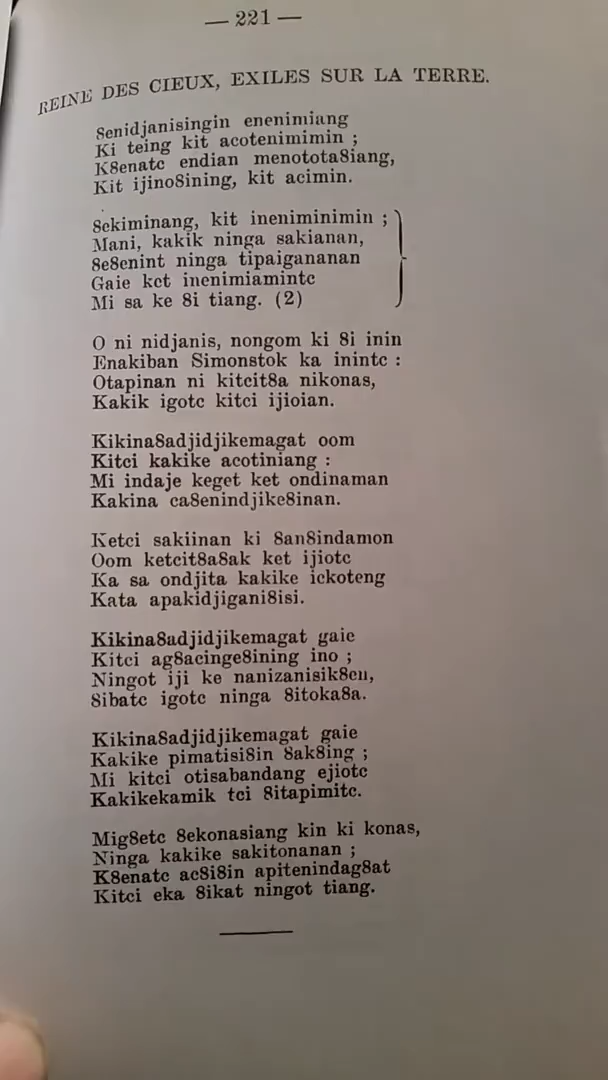 — 221 —
REINE DES CIEUX, EXILES SUR LA TERRE.
8enidjanisingin enenimiang
Ki teing kit acotenimimin ;
K8enatc endian menotota8iang,
Kit ijino8ining, kit acimin.
8ekiminang, kit ineniminimin ;
Mani, kakik ninga sakianan,
8e8enint ninga tipaiganan
Gaie ket inenimiamintc
Mi sa ke 8i tiang. (2)
O ni nidjanis, nongom ki 8i inin
Enakiban Simonstok ka inintc :
Otapinan ni kitcit8a nikonas,
Kakik igotc kitci ijioian.
Kikina8adjidjikemagat oom
Kitci kakike acotiniang :
Mi indaje keget ket ondinaman
Kakina ca8enindjike8inan.
Ketci sakiinan ki 8an8indamon
Oom ketcit8a8ak ket ijiotc
Ka sa ondjita kakike ickoteng
Kata apakidjigani8isi.
Kikina8adjidjikemagat gaie
Kitci ag8acinge8ining ino ;
Ningot iji ke nanizanisik8en,
8ibatc igotc ninga 8itoka8a.
Kikina8adjidjikemagat gaie
Kakike pimatisi8in 8ak8ing ;
Mi kitci otisabandang ejiotc
Kakikekamik tci 8itapimitc.
Mig8etc 8ekonasiang kin ki konas,
Ninga kakike sakitonanan ;
K8enatc ac8i8in apitenindag8at
Kitci eka 8ikat ningot tiang.